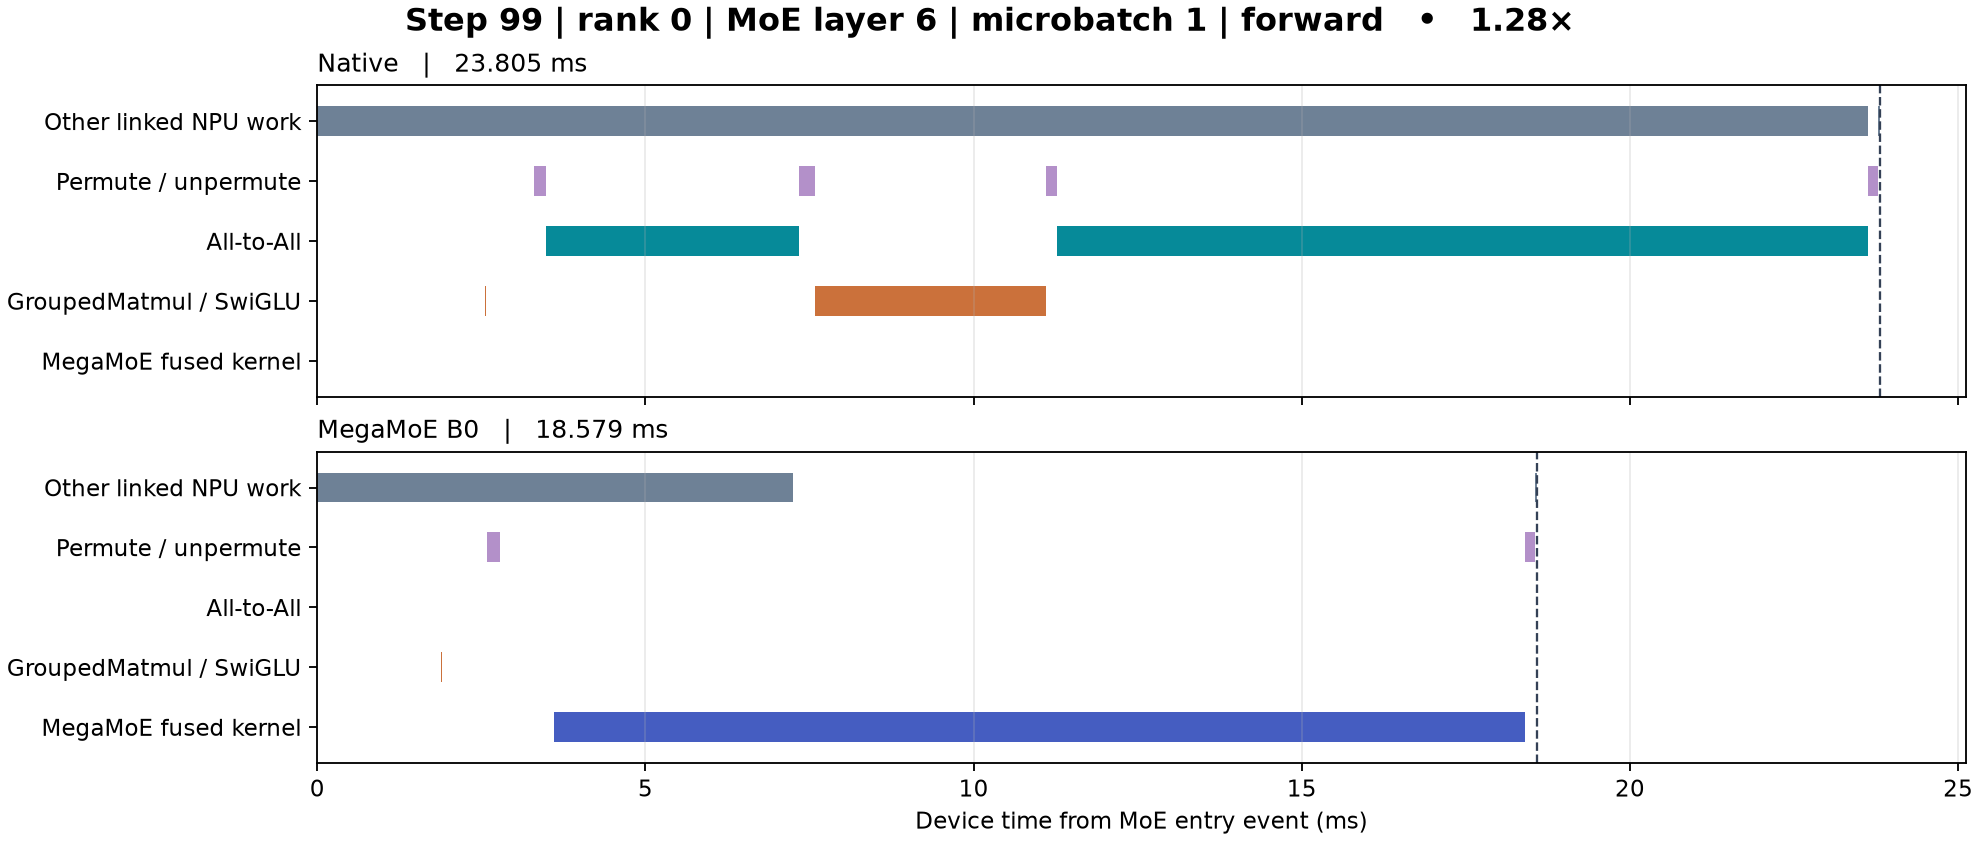 Step 99 | rank 0 | MoE layer 6 | microbatch 1 | forward • 1.28×
Native | 23.805 ms
Other linked NPU work
Permute / unpermute
All-to-All
GroupedMatmul / SwiGLU
MegaMoE fused kernel
MegaMoE B0 | 18.579 ms
Other linked NPU work
Permute / unpermute
All-to-All
GroupedMatmul / SwiGLU
MegaMoE fused kernel
0 5 10 15 20 25
Device time from MoE entry event (ms)